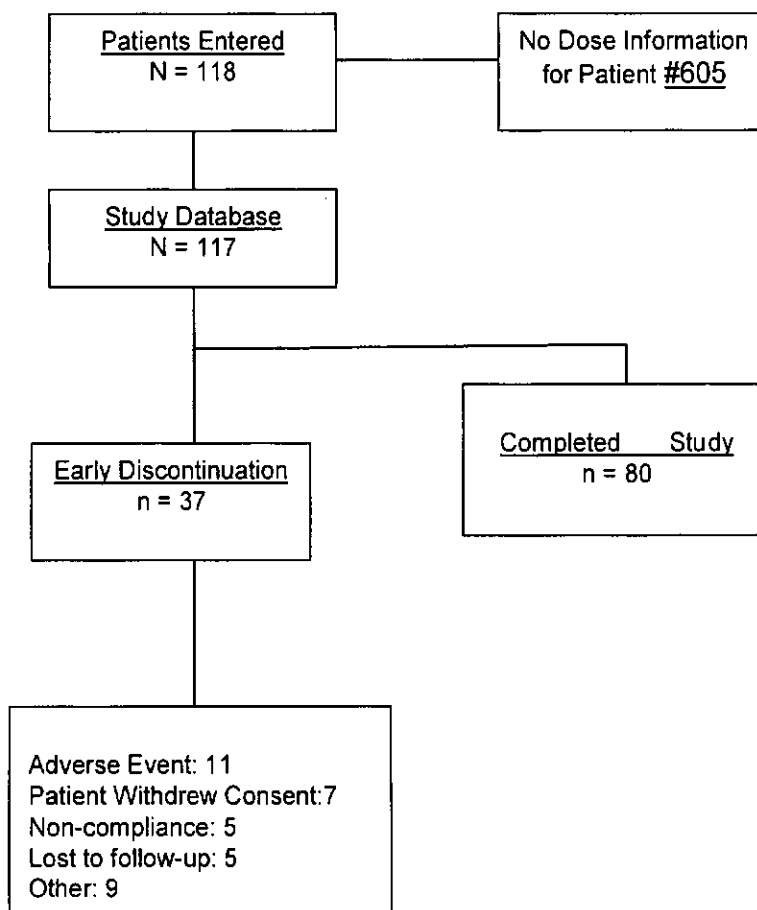 Patients Entered
N = 118
No Dose Information
for Patient #605
Study Database
N = 117
Completed Study
n = 80
Early Discontinuation
n = 37
Adverse Event: 11
Patient Withdrew Consent:7
Non-compliance: 5
Lost to follow-up: 5
Other: 9